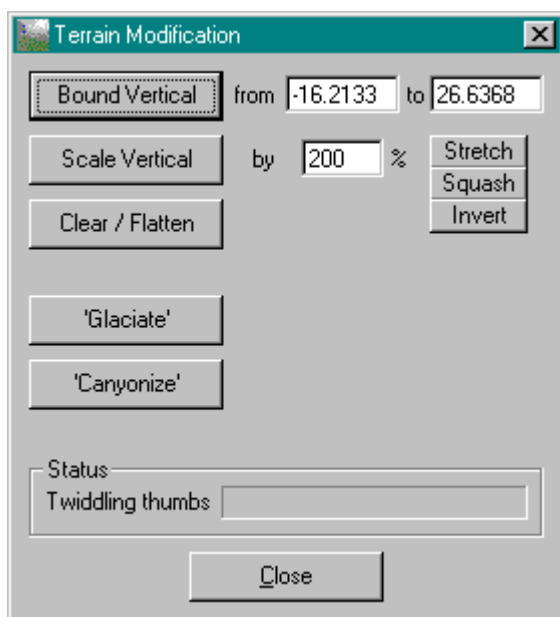 Terrain Modification
Bound Vertical from -16.2133 to 26.6368
Scale Vertical by 200 % Stretch
Squash
Clear / Flatten Invert
'Glaciate'
'Canyonize'
Status
Twiddling thumbs
Close